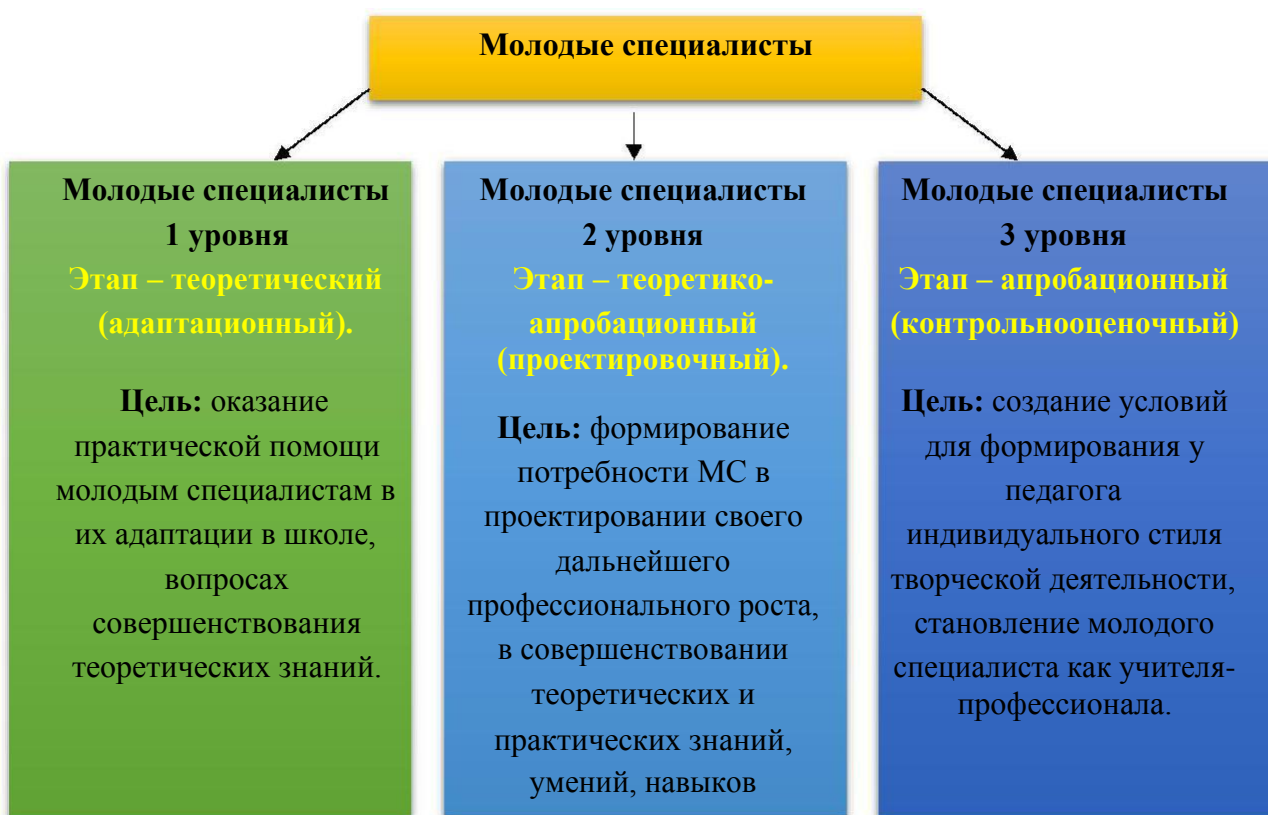 Молодые специалисты
Молодые специалисты
1 уровня
Этап – теоретический
(адаптационный).
Цель: оказание
практической помощи
молодым специалистам в
их адаптации в школе,
вопросах
совершенствования
теоретических знаний.
Молодые специалисты
2 уровня
Этап – теоретико-
апробационный
(проектировочный).
Цель: формирование
потребности МС в
проектировании своего
дальнейшего
профессионального роста,
в совершенствовании
теоретических и
практических знаний,
умений, навыков
Молодые специалисты
3 уровня
Этап – апробационный
(контрольнооценочный)
Цель: создание условий
для формирования у
педагога
индивидуального стиля
творческой деятельности,
становление молодого
специалиста как учителя-
профессионала.